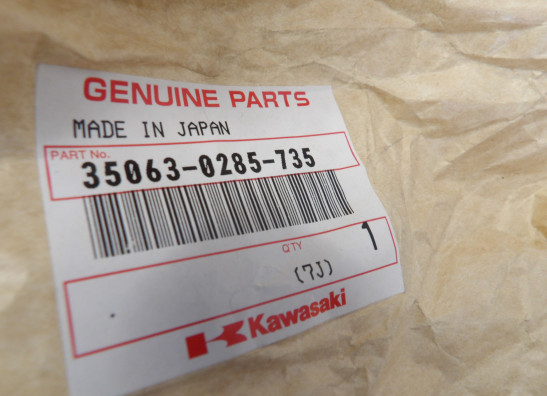 GENUINE PARTS
MADE IN JAPAN
PART No.
35063-0285-735
QTY 1
(7J)
Kawasaki